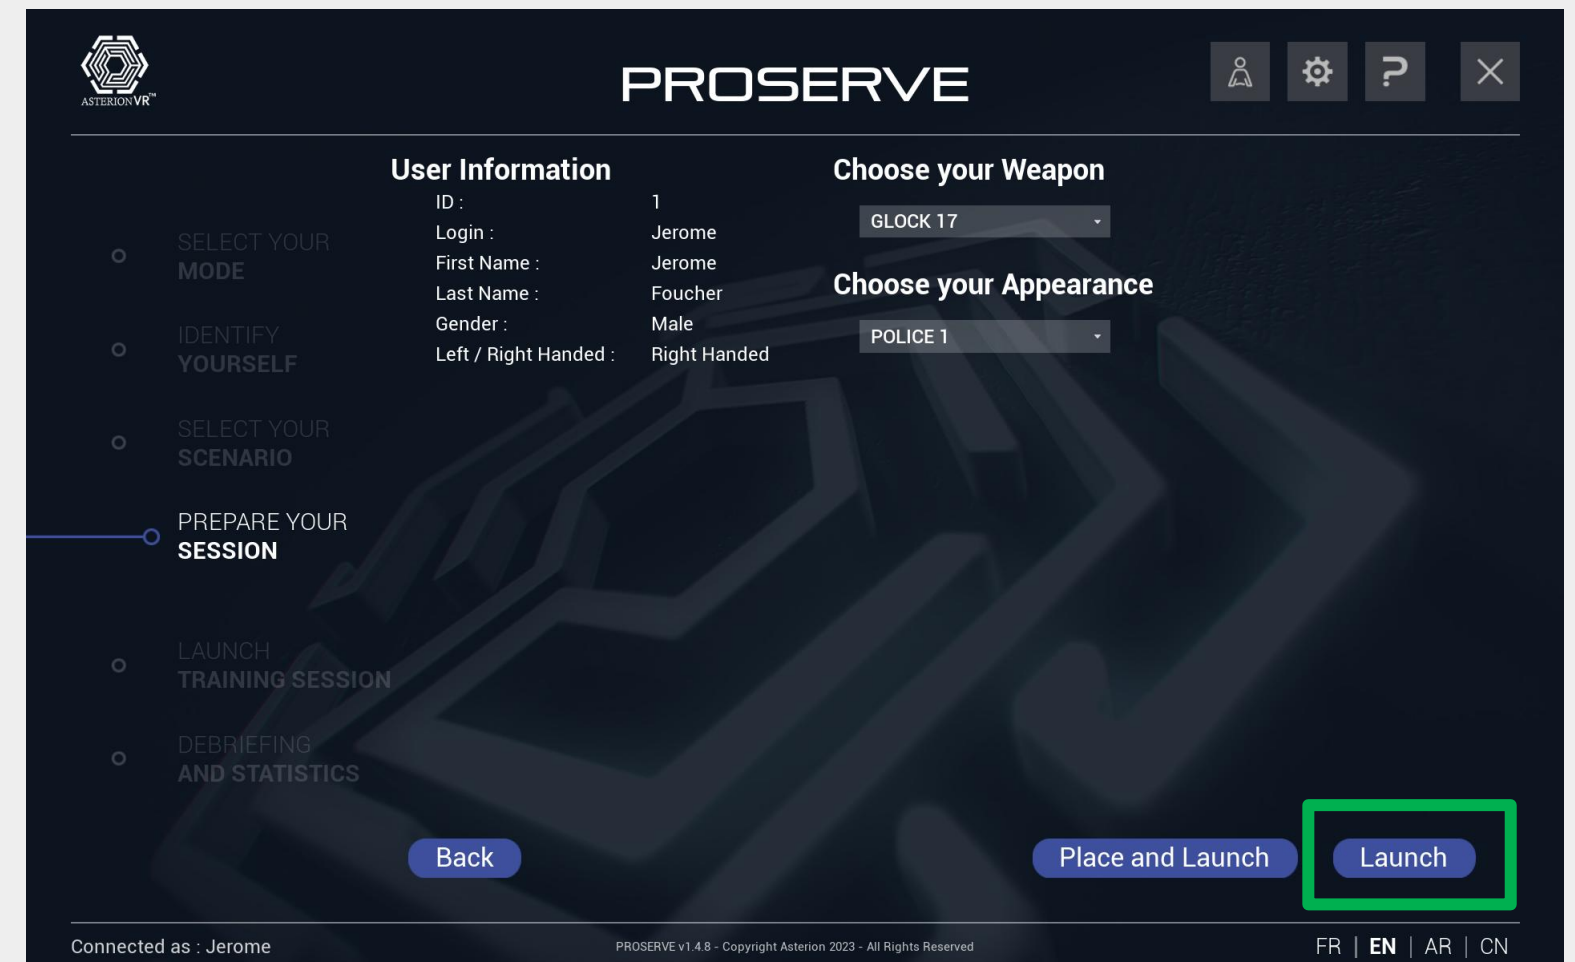 ASTERION VR™
PROSERVE
User Information
ID : 1
Login : Jerome
First Name : Jerome
Last Name : Foucher
Gender : Male
Left / Right Handed : Right Handed
Choose your Weapon
GLOCK 17
Choose your Appearance
POLICE 1
SELECT YOUR
MODE
IDENTIFY
YOURSELF
SELECT YOUR
SCENARIO
PREPARE YOUR
SESSION
LAUNCH
TRAINING SESSION
DEBRIEFING
AND STATISTICS
Back
Place and Launch
Launch
Connected as : Jerome
PROSERVE v1.4.8 - Copyright Asterion 2023 - All Rights Reserved
FR | EN | AR | CN